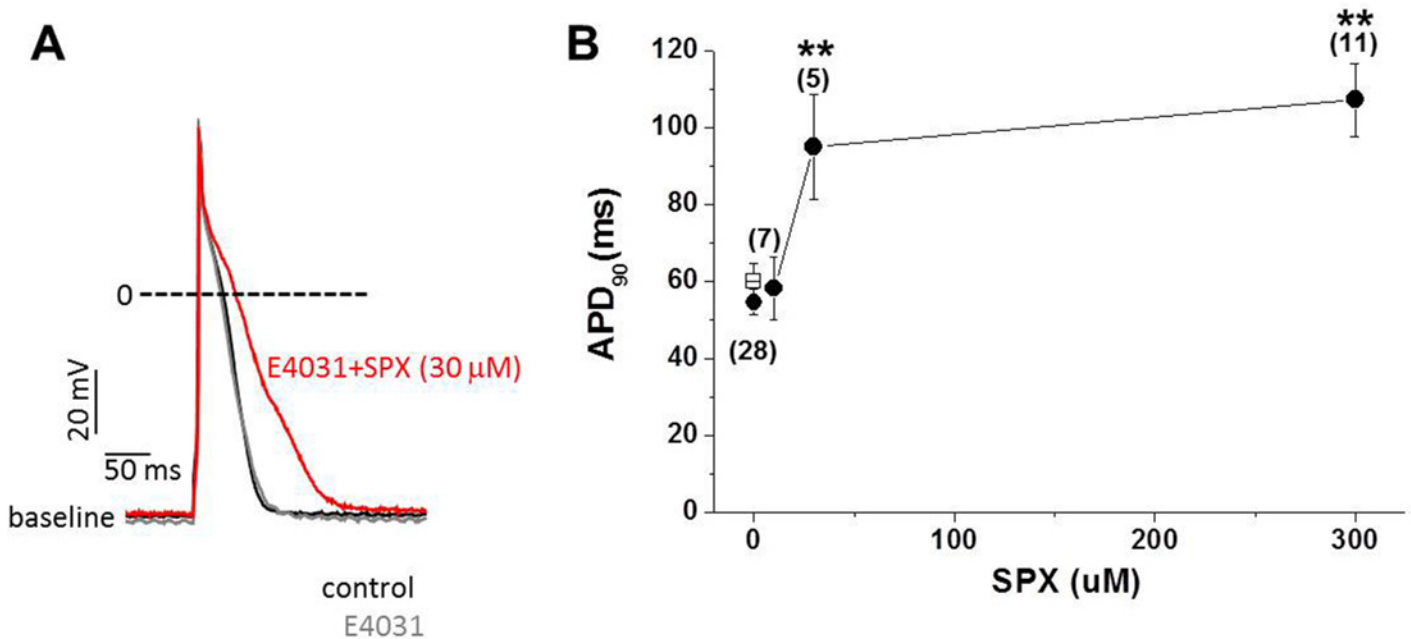 A
0
E4031+SPX (30 μM)
20 mV
50 ms
baseline
control
E4031
B
**
(11)
**
(5)
(7)
(28)
120
100
80
60
40
20
0
APD90(ms)
0
100
200
300
SPX (uM)